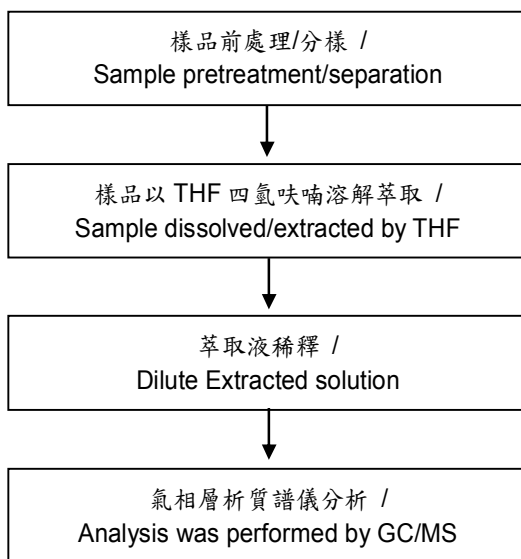 樣品前處理/分樣 /
Sample pretreatment/separation
樣品以 THF 四氫呋喃溶解萃取 /
Sample dissolved/extracted by THF
萃取液稀釋 /
Dilute Extracted solution
氣相層析質譜儀分析 /
Analysis was performed by GC/MS